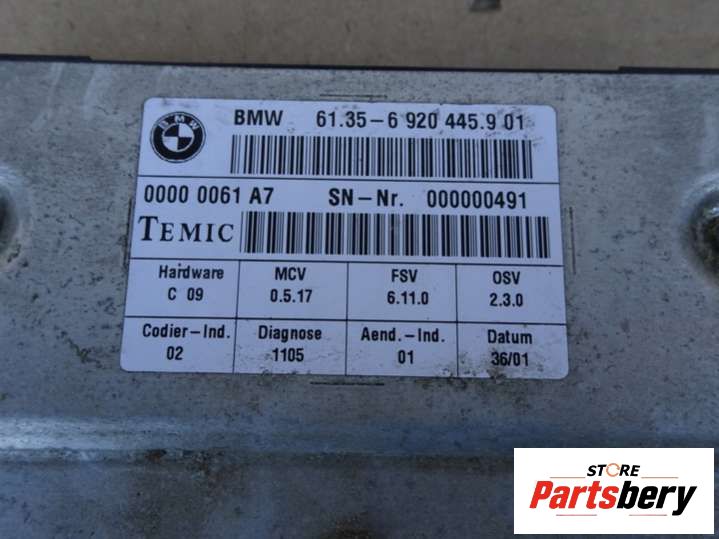 BMW
BMW 61.35-6 920 445.9 01
0000 0061 A7 SN-Nr. 000000491
TEMIC
Hardware MCV FSV OSV
C 09 0.5.17 6.11.0 2.3.0
Codier-Ind. Diagnose Aend.-Ind. Datum
02 1105 01 36/01
STORE
Partsbery